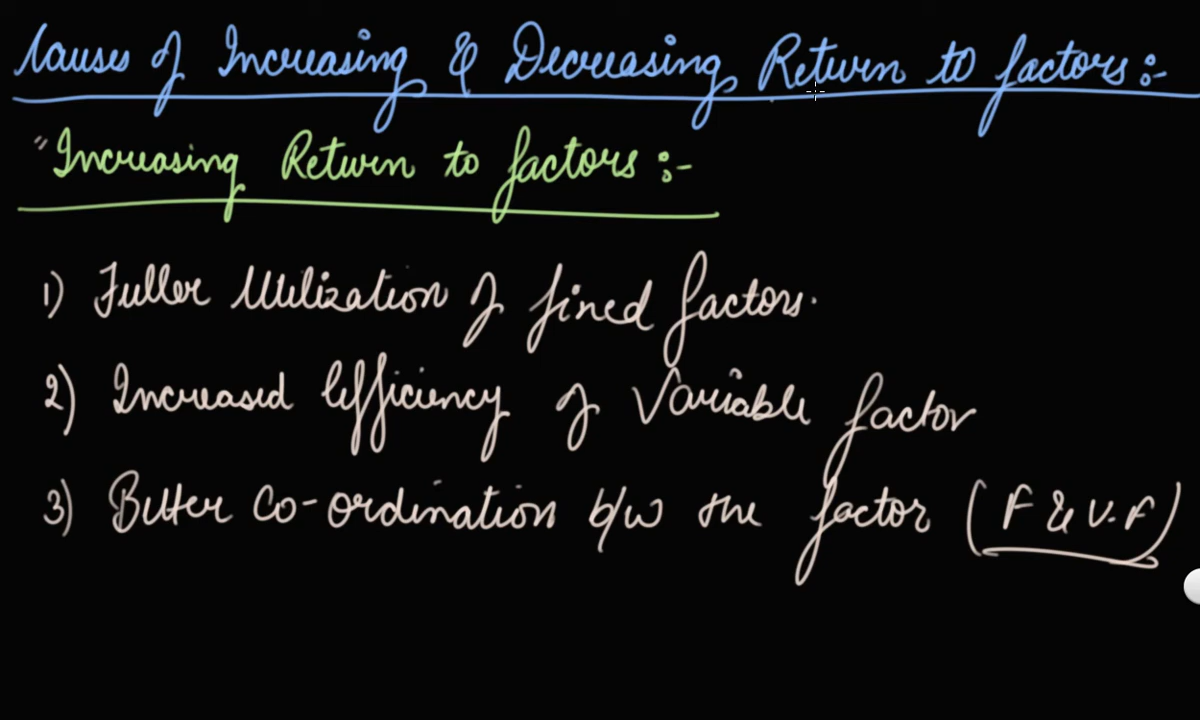 Causes of Increasing & Decreasing Return to factors :-
"Increasing Return to factors :-
1) Fuller Utilization of fixed factors.
2) Increased Efficiency of Variable factor
3) Better Co-ordination b/w the factor (F & V.F)